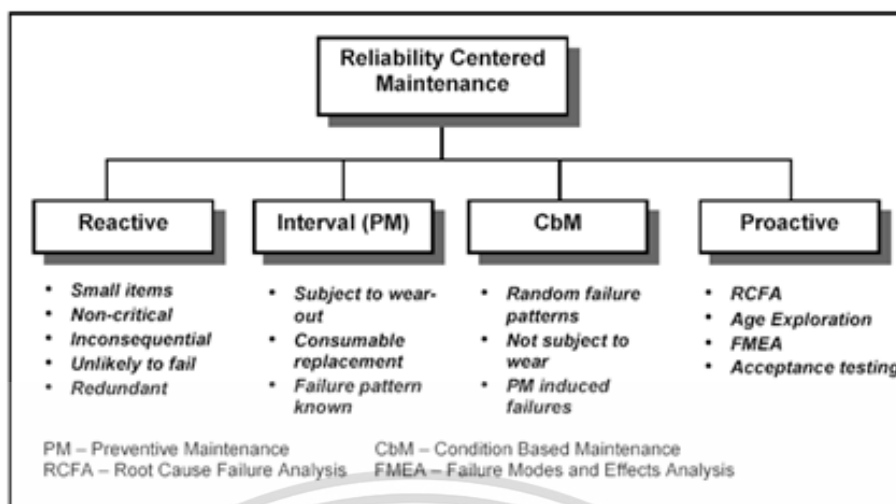 Reliability Centered
Maintenance
Reactive
Interval (PM)
CbM
Proactive
• Small items
• Non-critical
• Inconsequential
• Unlikely to fail
• Redundant
• Subject to wear-
out
• Consumable
replacement
• Failure pattern
known
• Random failure
patterns
• Not subject to
wear
• PM induced
failures
• RCFA
• Age Exploration
• FMEA
• Acceptance testing
PM – Preventive Maintenance
CbM – Condition Based Maintenance
RCFA – Root Cause Failure Analysis
FMEA – Failure Modes and Effects Analysis